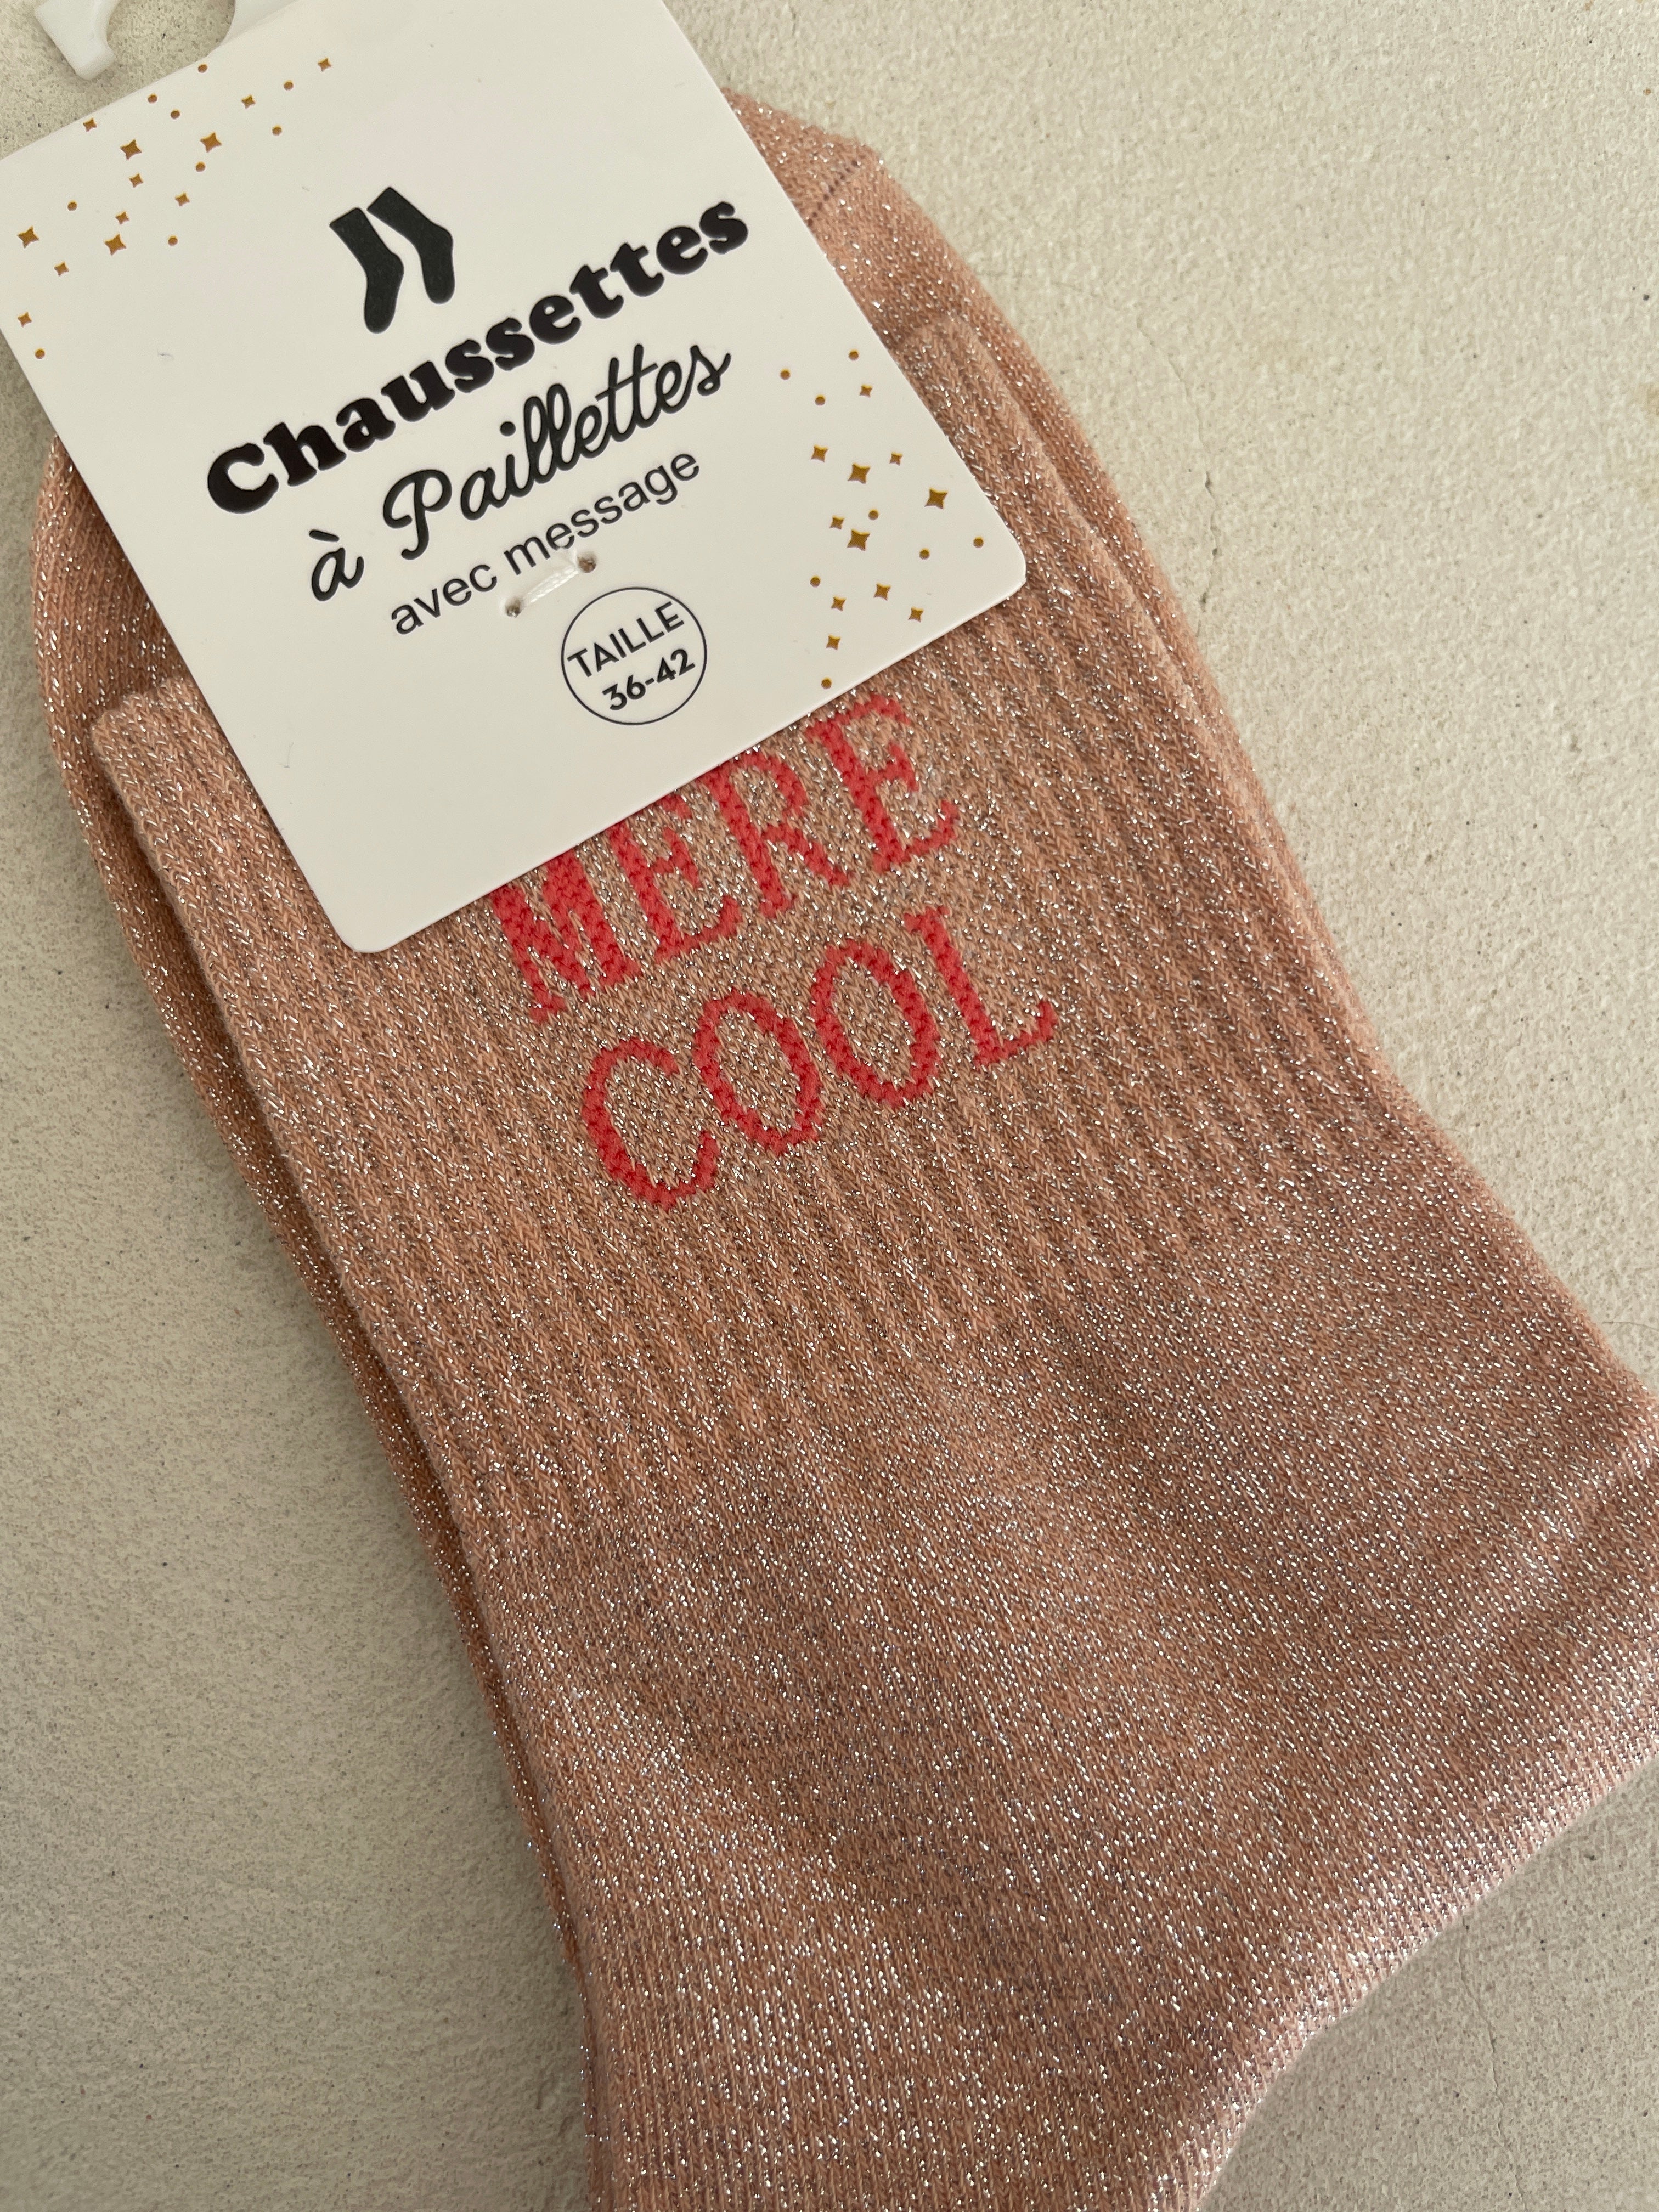 Chaussettes
à Paillettes
avec message
TAILLE
36-42
MERE
COOL